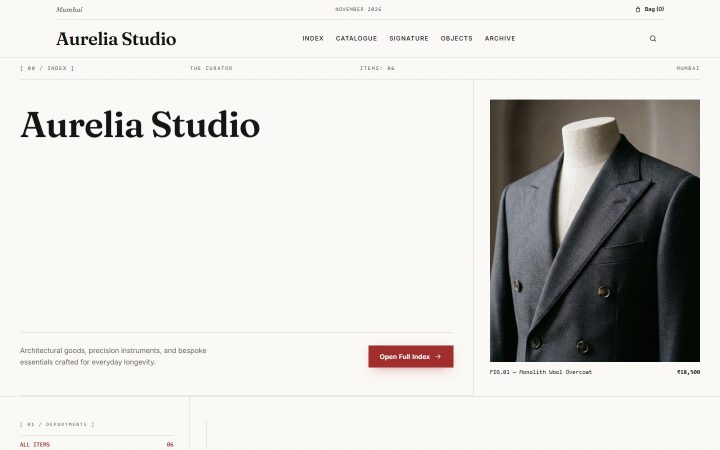 Mumbai
NOVEMBER 2026
Bag (0)
Aurelia Studio
INDEX
CATALOGUE
SIGNATURE
OBJECTS
ARCHIVE
[ 00 / INDEX ]
THE CURATOR
ITEMS: 06
MUMBAI
Aurelia Studio
Architectural goods, precision instruments, and bespoke
essentials crafted for everyday longevity.
Open Full Index →
FIG.01 — Monolith Wool Overcoat
₹18,500
[ 01 / DEPARTMENTS ]
ALL ITEMS
06